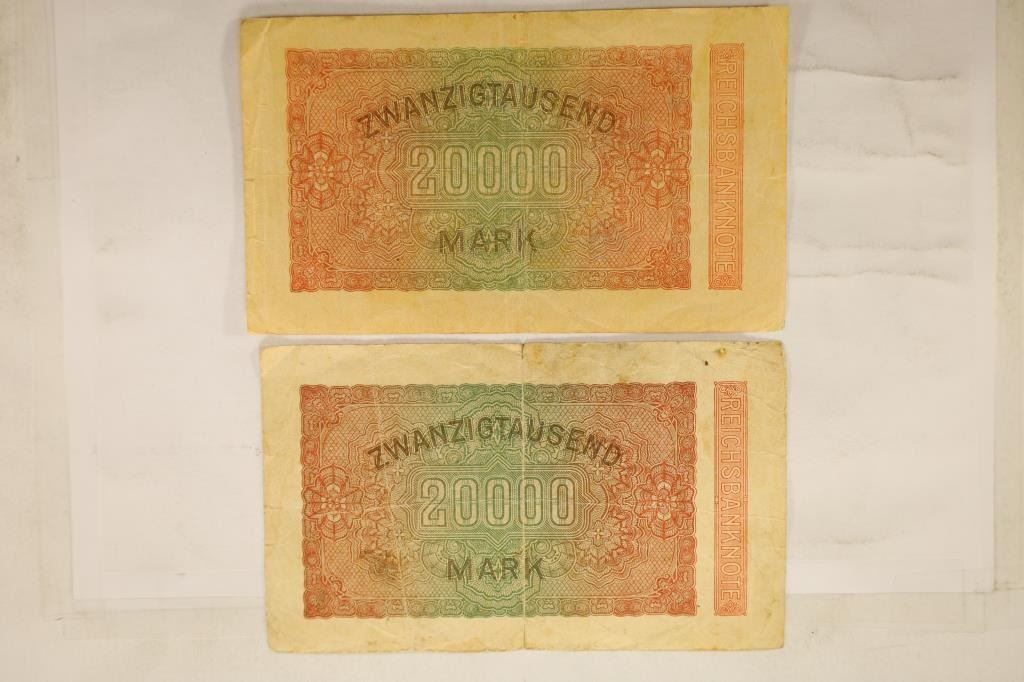 ZWANZIGTAUSEND
20000
MARK
REICHSBANKNOTE
ZWANZIGTAUSEND
20000
MARK
REICHSBANKNOTE